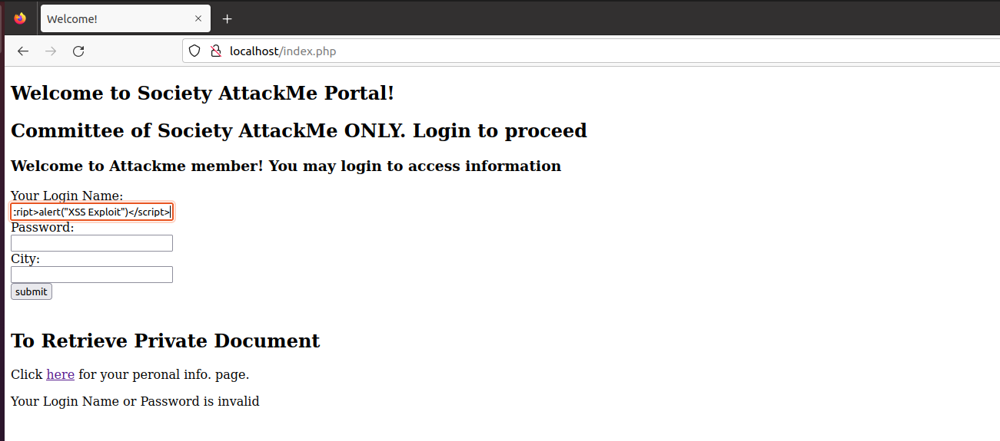 Welcome!
localhost/index.php
Welcome to Society AttackMe Portal!
Committee of Society AttackMe ONLY. Login to proceed
Welcome to Attackme member! You may login to access information
Your Login Name:
cript>alert("XSS Exploit")</script>
Password:
City:
submit
To Retrieve Private Document
Click here for your peronal info. page.
Your Login Name or Password is invalid